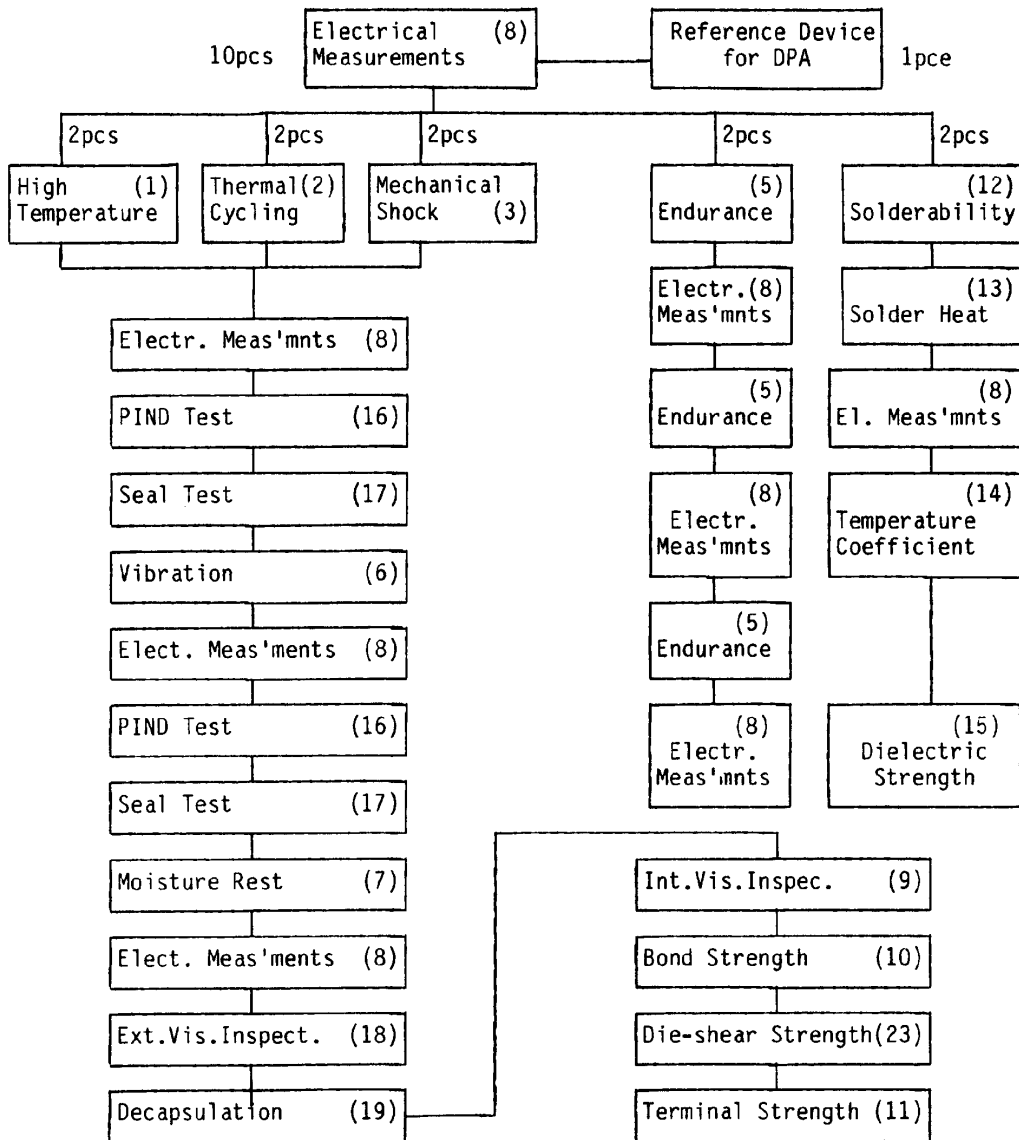 10pcs
Electrical (8)
Measurements
Reference Device
for DPA
1pce
2pcs
2pcs
2pcs
2pcs
2pcs
High (1)
Temperature
Thermal(2)
Cycling
Mechanical
Shock (3)
(5)
Endurance
(12)
Solderability
Electr.(8)
Meas'mnts
(13)
Solder Heat
Electr. Meas'mnts (8)
(5)
Endurance
(8)
El. Meas'mnts
PIND Test (16)
Seal Test (17)
(8)
Electr.
Meas'mnts
(14)
Temperature
Coefficient
Vibration (6)
Elect. Meas'ments (8)
(5)
Endurance
PIND Test (16)
(8)
Electr.
Meas'mnts
(15)
Dielectric
Strength
Seal Test (17)
Moisture Rest (7)
Int.Vis.Inspec. (9)
Elect. Meas'ments (8)
Bond Strength (10)
Ext.Vis.Inspect. (18)
Die-shear Strength(23)
Decapsulation (19)
Terminal Strength (11)